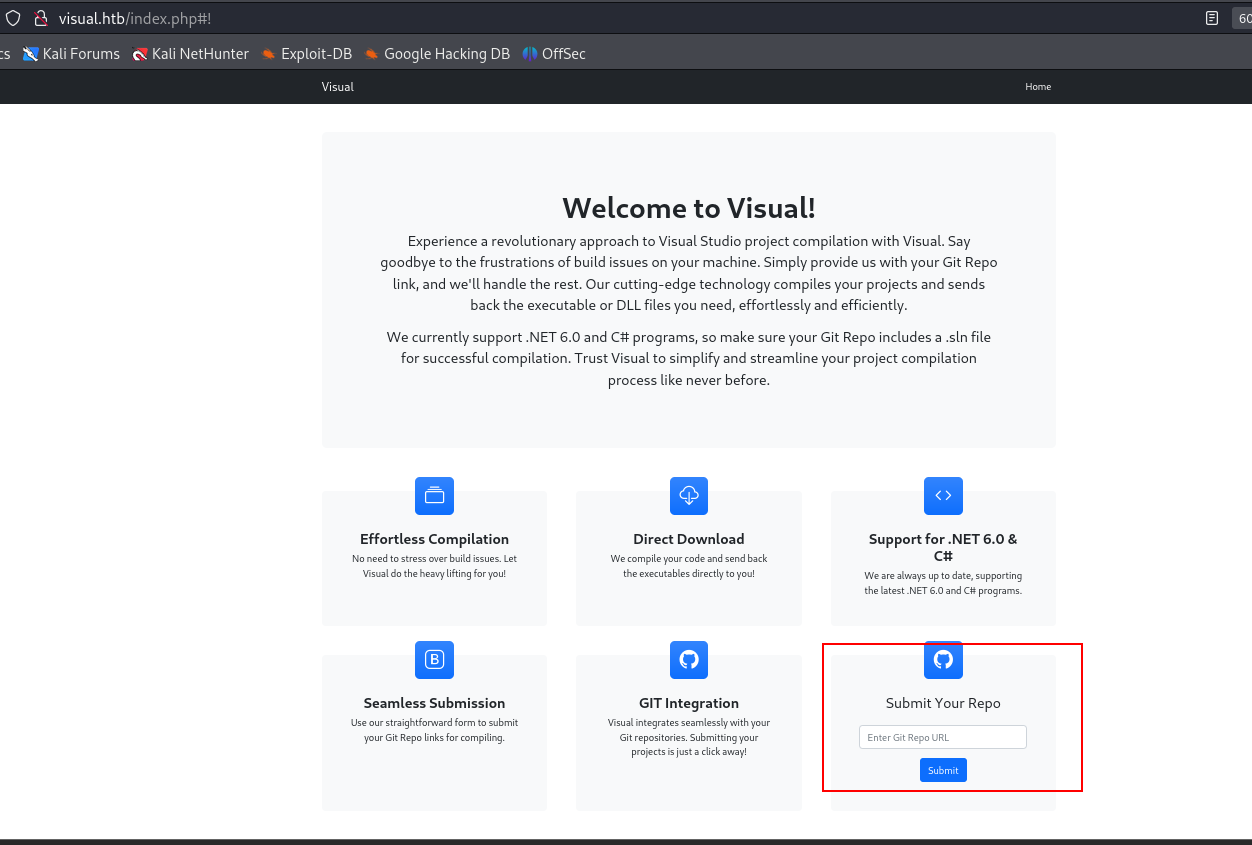 visual.htb/index.php#!
60
cs Kali Forums Kali NetHunter Exploit-DB Google Hacking DB OffSec
Visual Home
Welcome to Visual!
Experience a revolutionary approach to Visual Studio project compilation with Visual. Say
goodbye to the frustrations of build issues on your machine. Simply provide us with your Git Repo
link, and we'll handle the rest. Our cutting-edge technology compiles your projects and sends
back the executable or DLL files you need, effortlessly and efficiently.
We currently support .NET 6.0 and C# programs, so make sure your Git Repo includes a .sln file
for successful compilation. Trust Visual to simplify and streamline your project compilation
process like never before.
Effortless Compilation
No need to stress over build issues. Let
Visual do the heavy lifting for you!
Direct Download
We compile your code and send back
the executables directly to you!
Support for .NET 6.0 &
C#
We are always up to date, supporting
the latest .NET 6.0 and C# programs.
B
Seamless Submission
Use our straightforward form to submit
your Git Repo links for compiling.
GIT Integration
Visual integrates seamlessly with your
Git repositories. Submitting your
projects is just a click away!
Submit Your Repo
Enter Git Repo URL
Submit